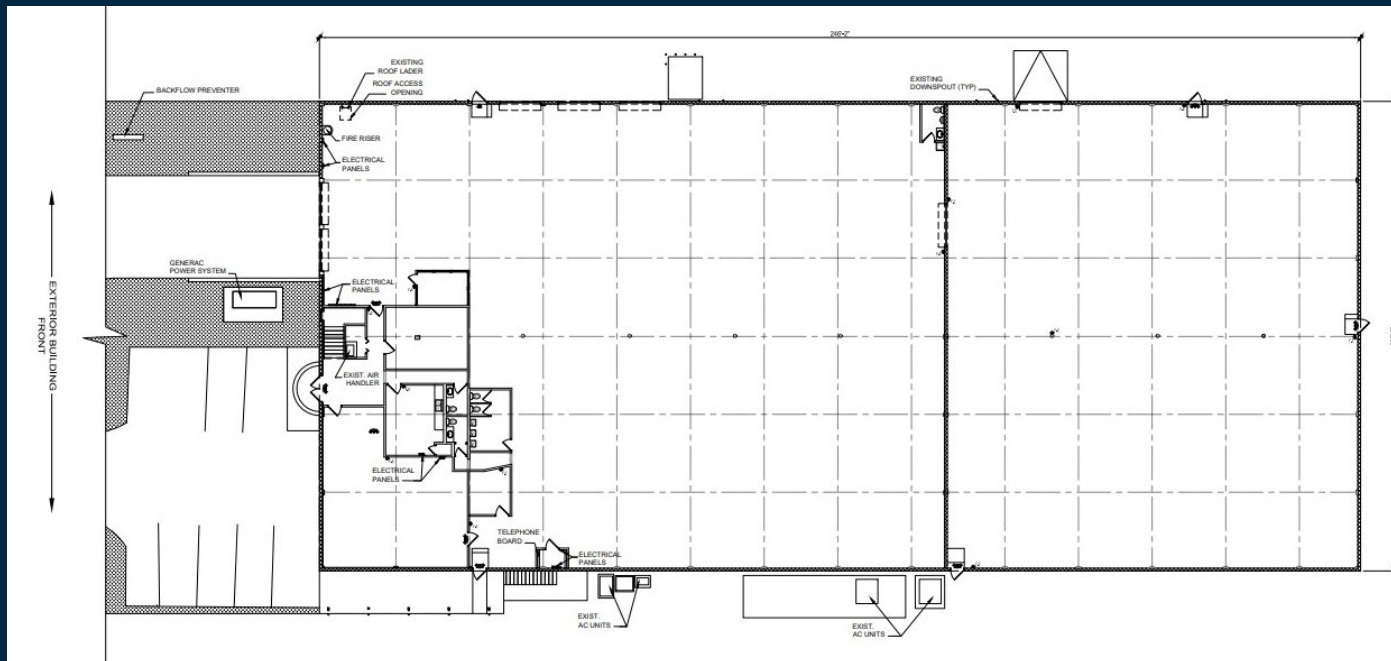 246'-2"
EXISTING
ROOF LADER
ROOF ACCESS
OPENING
BACKFLOW PREVENTER
EXISTING
DOWNSPOUT (TYP)
FIRE RISER
ELECTRICAL
PANELS
GENERAC
POWER SYSTEM
ELECTRICAL
PANELS
EXTERIOR BUILDING
FRONT
EXIST. AIR
HANDLER
ELECTRICAL
PANELS
TELEPHONE
BOARD
ELECTRICAL
PANELS
EXIST.
AC UNITS
EXIST.
AC UNITS